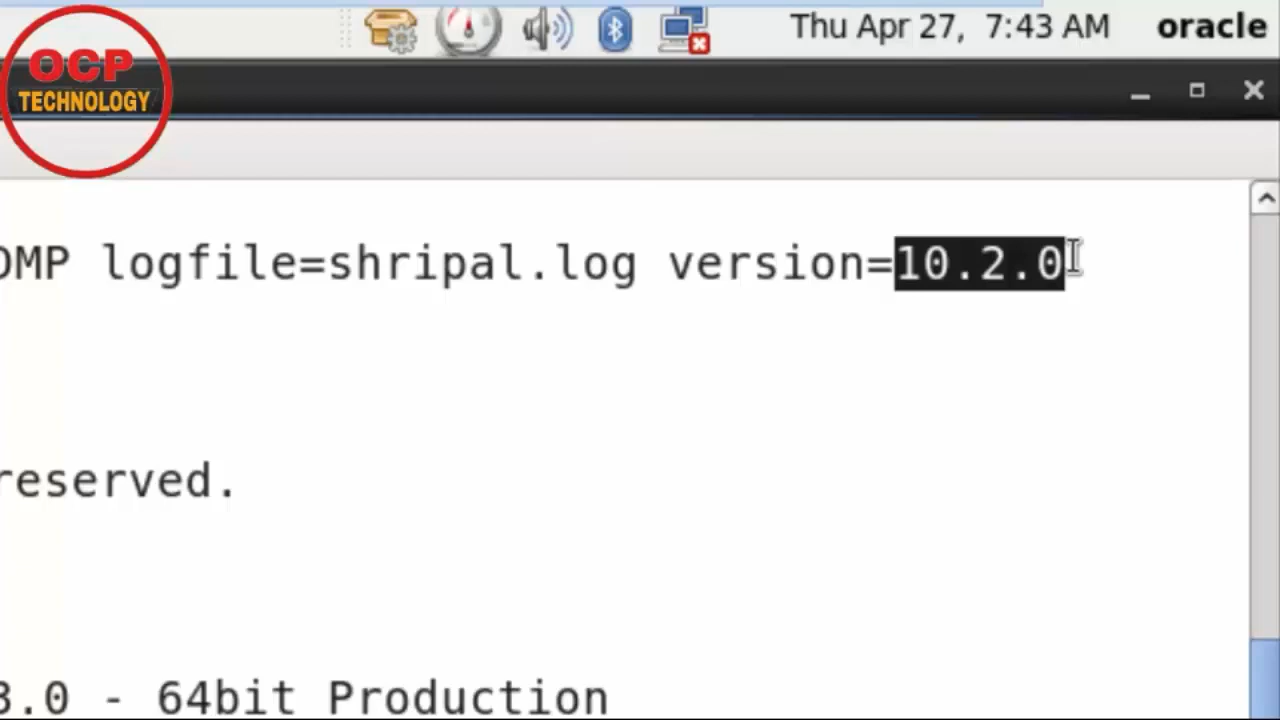 Thu Apr 27, 7:43 AM oracle
OCP
TECHNOLOGY
DMP logfile=shripal.log version=10.2.0
reserved.
3.0 - 64bit Production